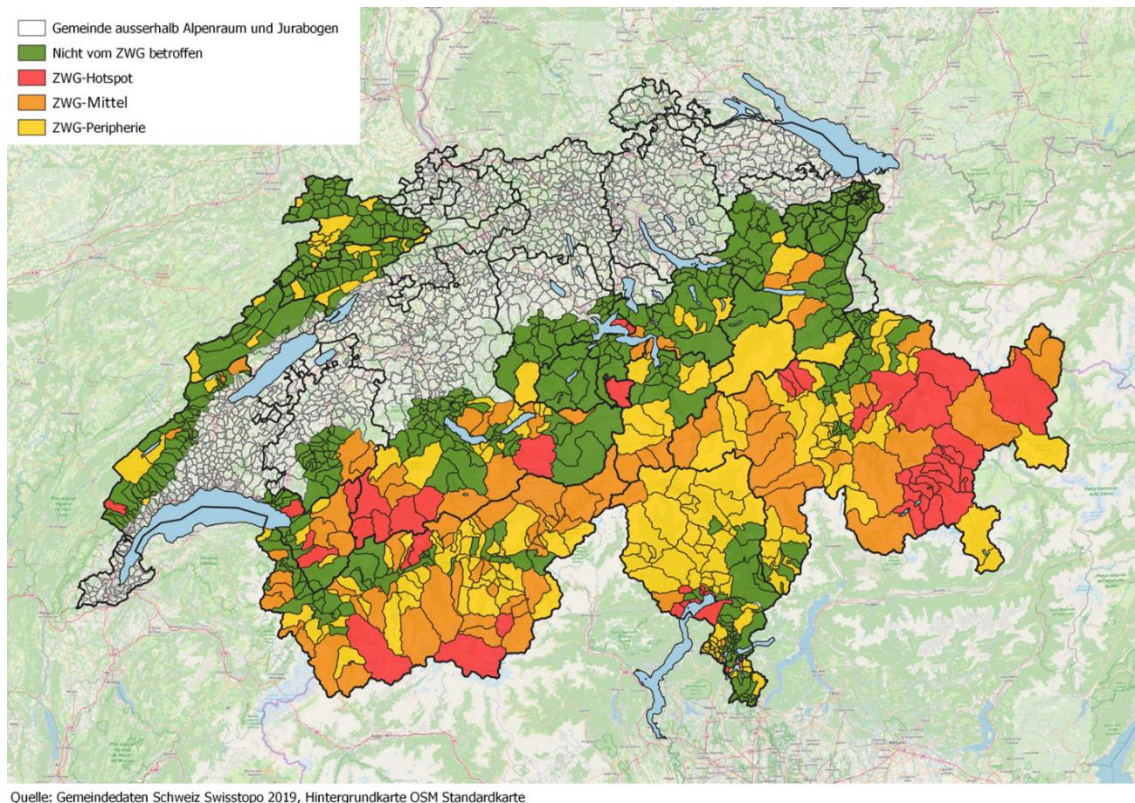 Gemeinde ausserhalb Alpenraum und Jurabogen
Nicht vom ZWG betroffen
ZWG-Hotspot
ZWG-Mittel
ZWG-Peripherie
Quelle: Gemeindedaten Schweiz Swisstopo 2019, Hintergrundkarte OSM Standardkarte